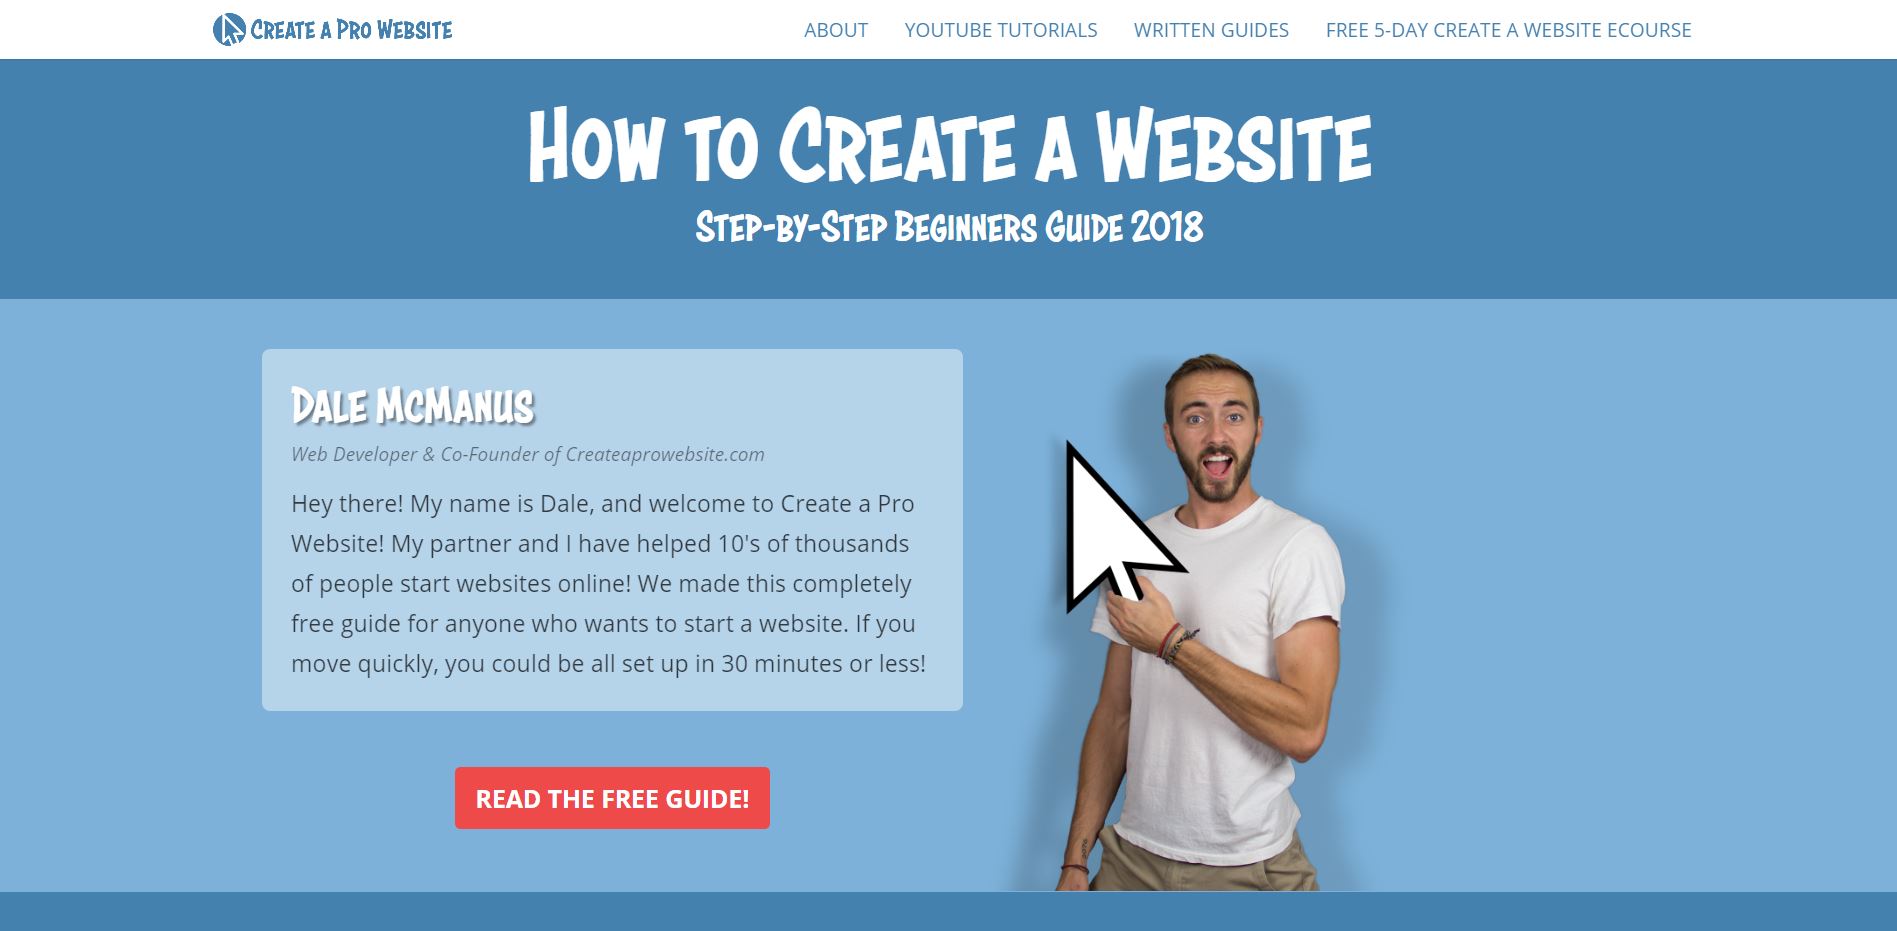 Create a Pro Website
ABOUT
YOUTUBE TUTORIALS
WRITTEN GUIDES
FREE 5-DAY CREATE A WEBSITE ECOURSE
How to Create a Website
Step-by-Step Beginners Guide 2018
Dale McManus
Web Developer & Co-Founder of Createaprowebsite.com
Hey there! My name is Dale, and welcome to Create a Pro
Website! My partner and I have helped 10's of thousands
of people start websites online! We made this completely
free guide for anyone who wants to start a website. If you
move quickly, you could be all set up in 30 minutes or less!
READ THE FREE GUIDE!